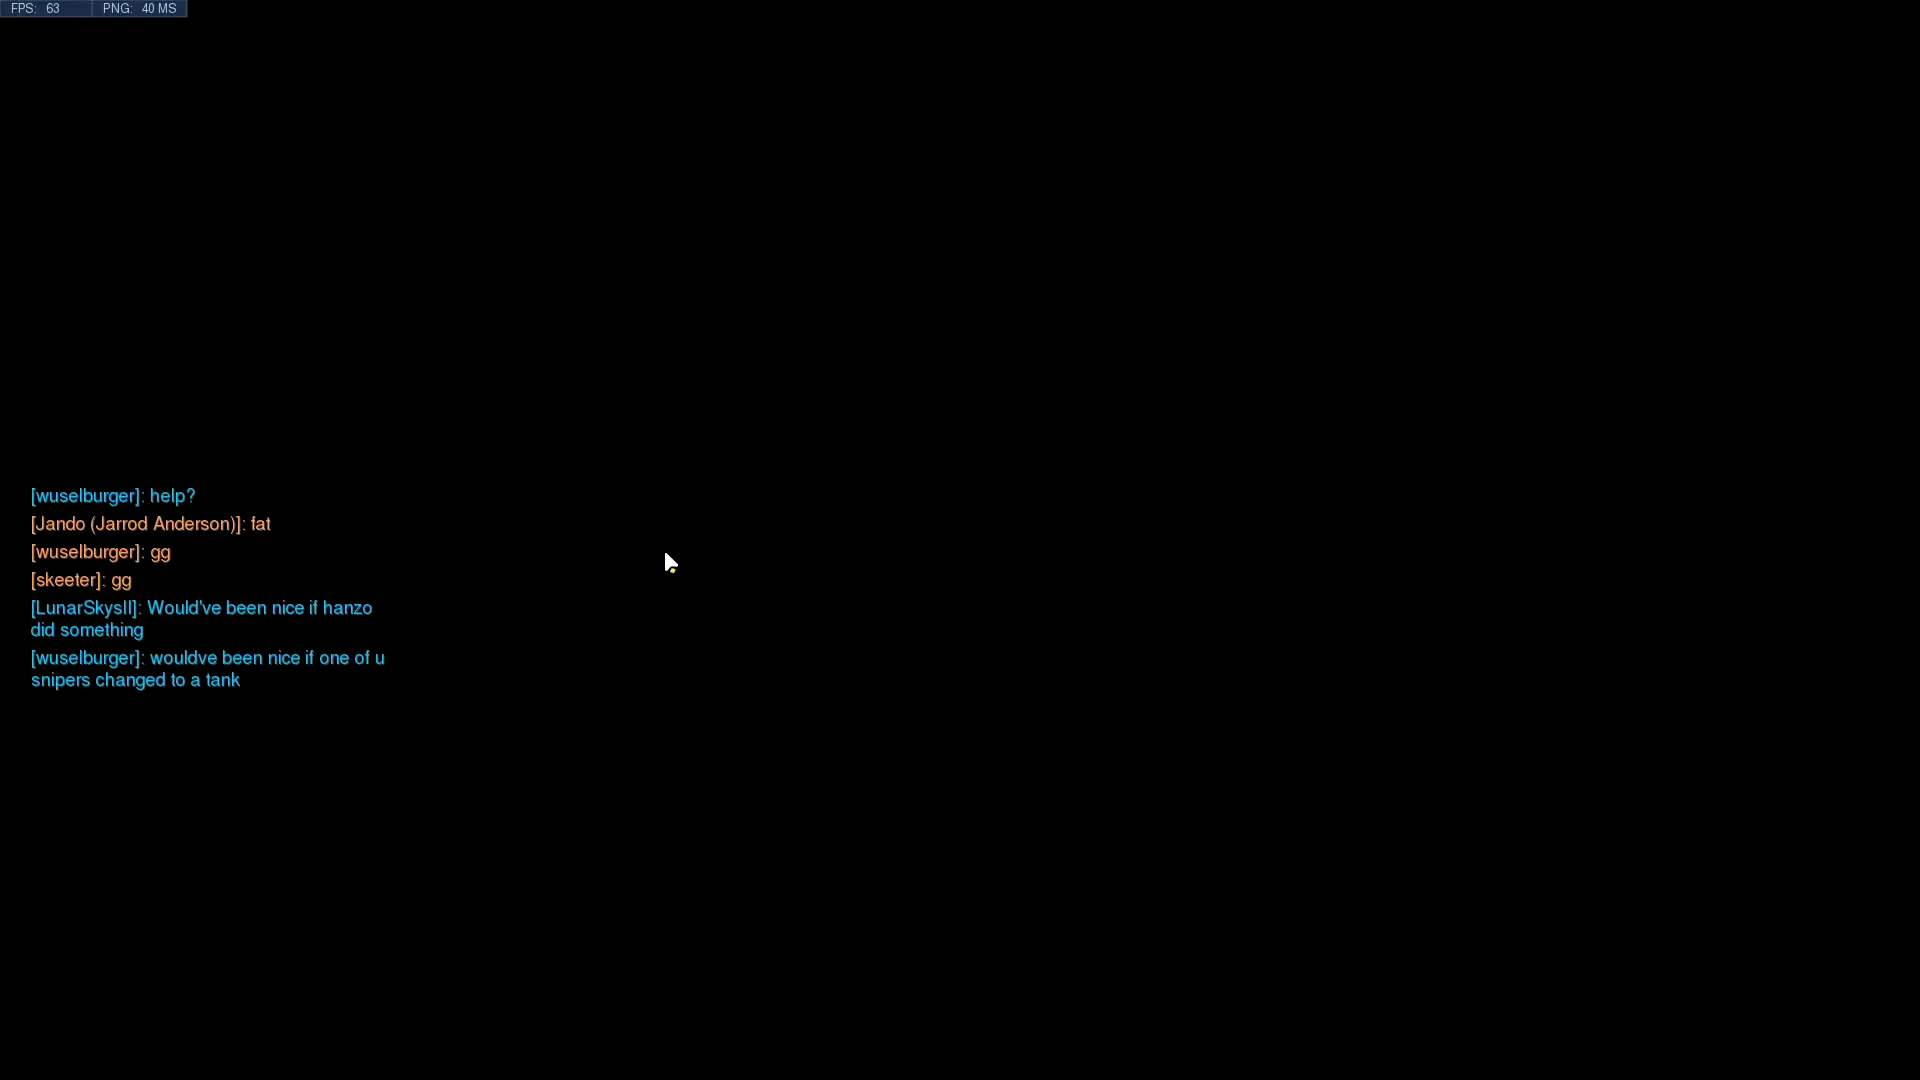 FPS: 63 PNG: 40 MS
[wuselburger]: help?
[Jando (Jarrod Anderson)]: fat
[wuselburger]: gg
[skeeter]: gg
[LunarSkysII]: Would've been nice if hanzo
did something
[wuselburger]: wouldve been nice if one of u
snipers changed to a tank